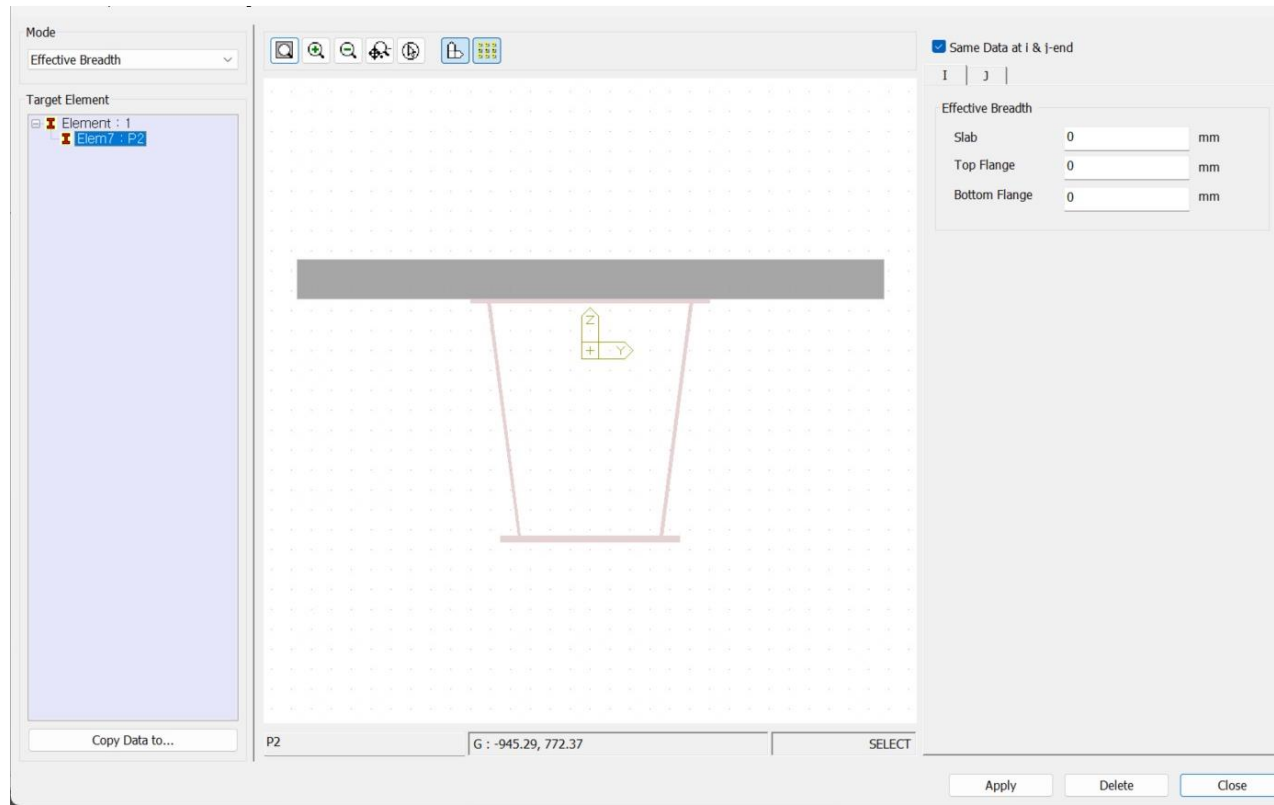 Mode
Effective Breadth
Target Element
Element : 1
Elem7 : P2
Copy Data to...
Z
Y
P2
G : -945.29, 772.37
SELECT
Same Data at i & j-end
I J
Effective Breadth
Slab 0 mm
Top Flange 0 mm
Bottom Flange 0 mm
Apply Delete Close